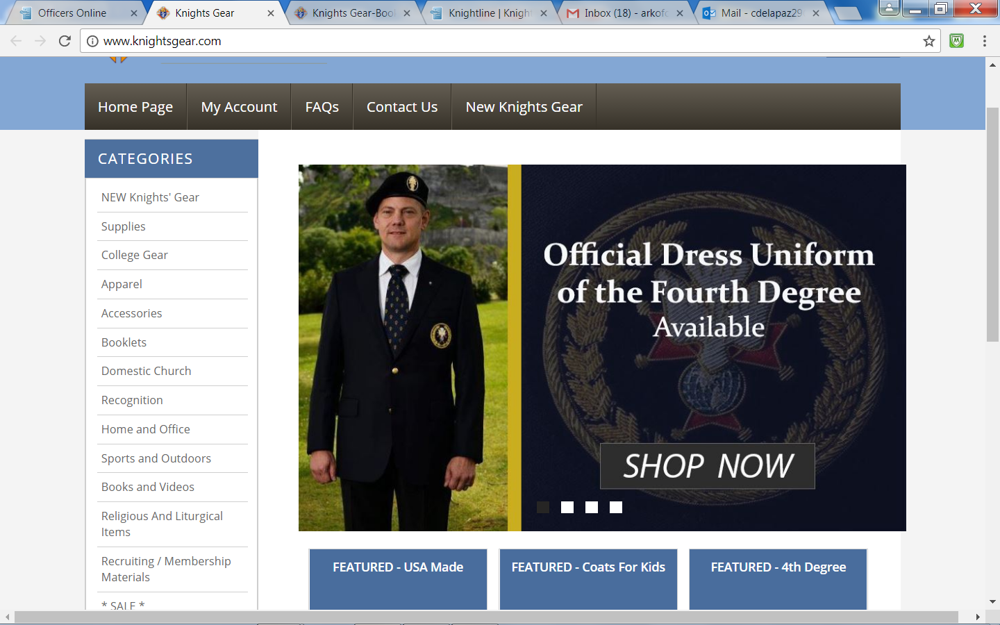 Officers Online
Knights Gear
Knights Gear-Boo
Knightline | Knight
Inbox (18) - arkofc
Mail - cdelapaz29
www.knightsgear.com
Home Page
My Account
FAQs
Contact Us
New Knights Gear
CATEGORIES
NEW Knights' Gear
Supplies
College Gear
Apparel
Accessories
Booklets
Domestic Church
Recognition
Home and Office
Sports and Outdoors
Books and Videos
Religious And Liturgical
Items
Recruiting / Membership
Materials
* SALE *
Official Dress Uniform
of the Fourth Degree
Available
SHOP NOW
FEATURED - USA Made
FEATURED - Coats For Kids
FEATURED - 4th Degree